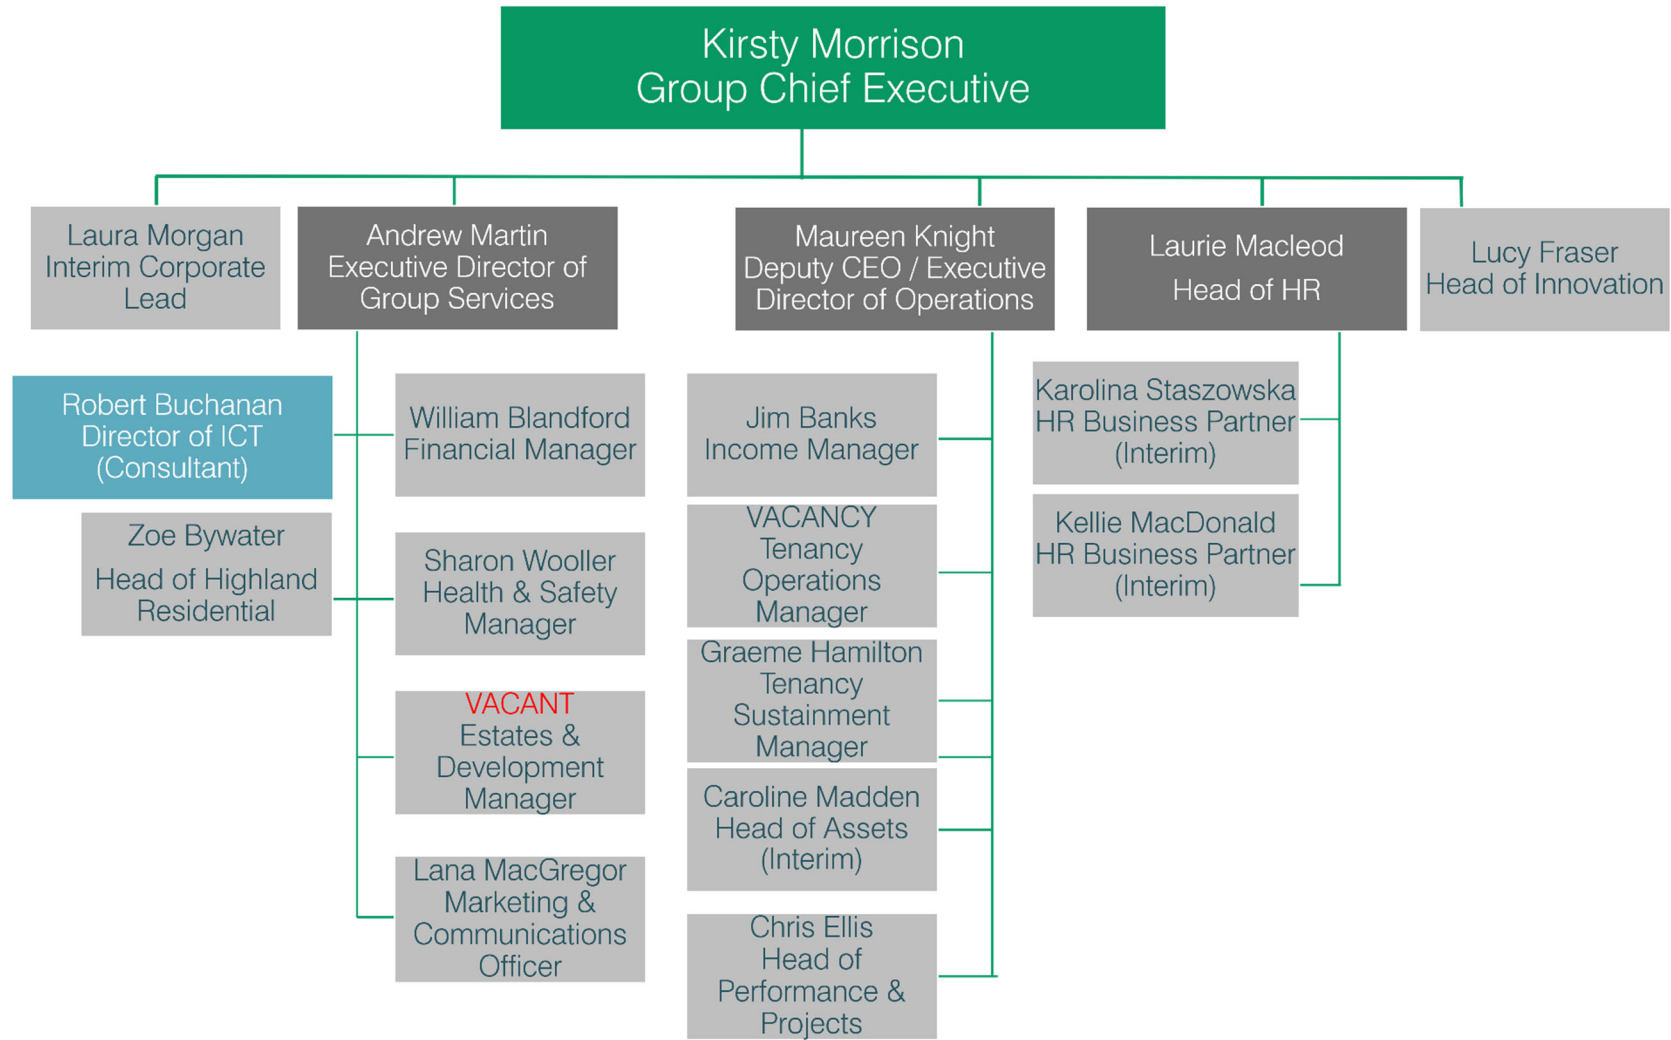 Kirsty Morrison
Group Chief Executive
Laura Morgan
Interim Corporate
Lead
Andrew Martin
Executive Director of
Group Services
Maureen Knight
Deputy CEO / Executive
Director of Operations
Laurie Macleod
Head of HR
Lucy Fraser
Head of Innovation
Robert Buchanan
Director of ICT
(Consultant)
Zoe Bywater
Head of Highland
Residential
William Blandford
Financial Manager
Sharon Wooller
Health & Safety
Manager
VACANT
Estates &
Development
Manager
Lana MacGregor
Marketing &
Communications
Officer
Jim Banks
Income Manager
VACANCY
Tenancy
Operations
Manager
Graeme Hamilton
Tenancy
Sustainment
Manager
Caroline Madden
Head of Assets
(Interim)
Chris Ellis
Head of
Performance &
Projects
Karolina Staszowska
HR Business Partner
(Interim)
Kellie MacDonald
HR Business Partner
(Interim)